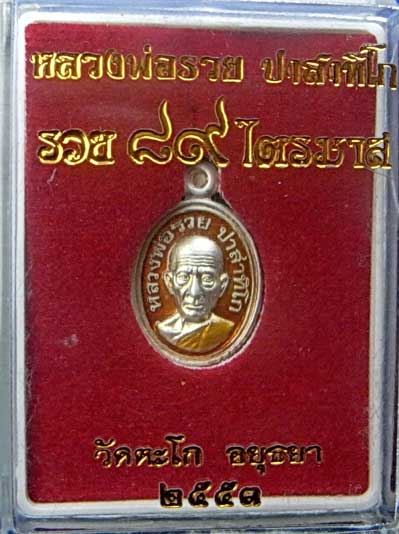 หลวงพ่อรวย ปาสาทิโก
รวย ๘๙ ไตรมาส
หลวงพ่อรวย ปาสาทิโก
วัดตะโก อยุธยา
๒๕๕๓